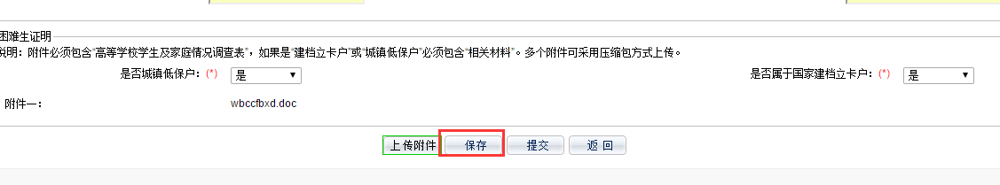 困难生证明
说明：附件必须包含“高等学校学生及家庭情况调查表”，如果是“建档立卡户”或“城镇低保户”必须包含“相关材料”。多个附件可采用压缩包方式上传。
是否城镇低保户：(*) 是 是否属于国家建档立卡户：(*) 是
附件一： wbccfbxd.doc
上传附件 保存 提交 返 回